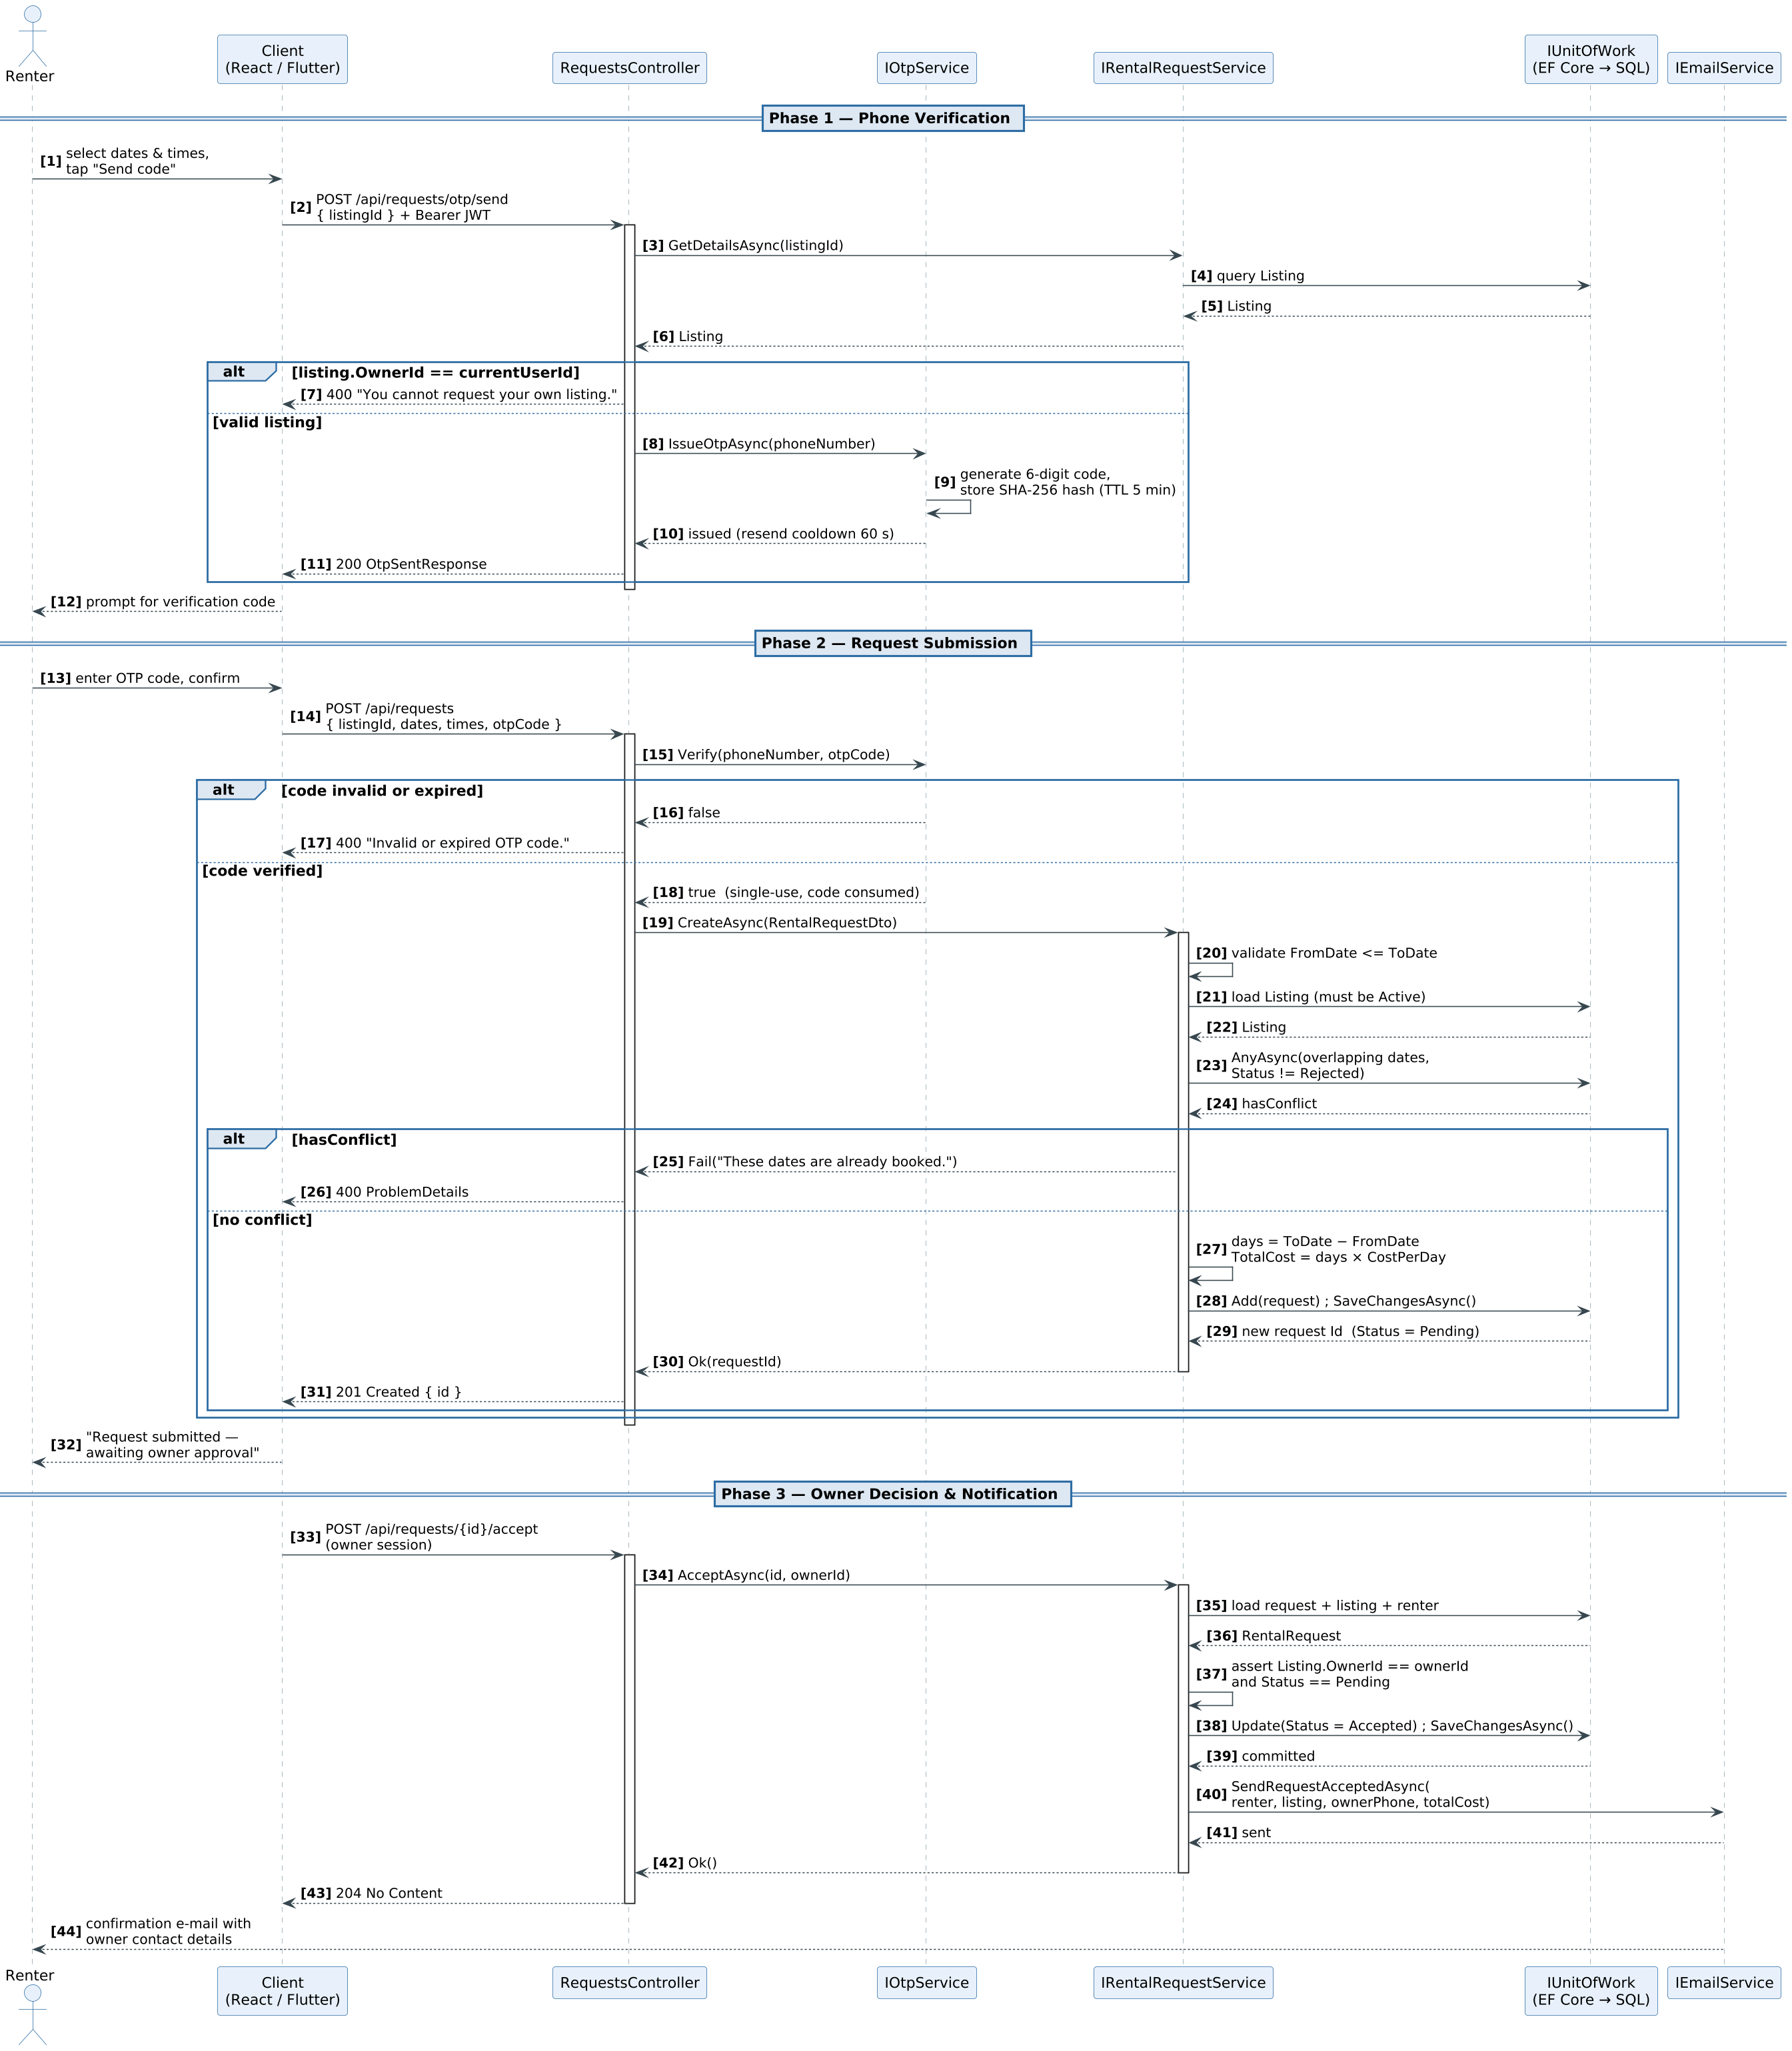 Renter
Client
(React / Flutter)
RequestsController
IOtpService
IRentalRequestService
IUnitOfWork
(EF Core → SQL)
IEmailService
Phase 1 — Phone Verification
[1] select dates & times,
tap "Send code"
[2] POST /api/requests/otp/send
{ listingId } + Bearer JWT
[3] GetDetailsAsync(listingId)
[4] query Listing
[5] Listing
[6] Listing
alt [listing.OwnerId == currentUserId]
[7] 400 "You cannot request your own listing."
[valid listing]
[8] IssueOtpAsync(phoneNumber)
[9] generate 6-digit code,
store SHA-256 hash (TTL 5 min)
[10] issued (resend cooldown 60 s)
[11] 200 OtpSentResponse
[12] prompt for verification code
Phase 2 — Request Submission
[13] enter OTP code, confirm
[14] POST /api/requests
{ listingId, dates, times, otpCode }
[15] Verify(phoneNumber, otpCode)
alt [code invalid or expired]
[16] false
[17] 400 "Invalid or expired OTP code."
[code verified]
[18] true  (single-use, code consumed)
[19] CreateAsync(RentalRequestDto)
[20] validate FromDate <= ToDate
[21] load Listing (must be Active)
[22] Listing
[23] AnyAsync(overlapping dates,
Status != Rejected)
[24] hasConflict
alt [hasConflict]
[25] Fail("These dates are already booked.")
[26] 400 ProblemDetails
[no conflict]
[27] days = ToDate − FromDate
TotalCost = days × CostPerDay
[28] Add(request) ; SaveChangesAsync()
[29] new request Id  (Status = Pending)
[30] Ok(requestId)
[31] 201 Created { id }
[32] "Request submitted —
awaiting owner approval"
Phase 3 — Owner Decision & Notification
[33] POST /api/requests/{id}/accept
(owner session)
[34] AcceptAsync(id, ownerId)
[35] load request + listing + renter
[36] RentalRequest
[37] assert Listing.OwnerId == ownerId
and Status == Pending
[38] Update(Status = Accepted) ; SaveChangesAsync()
[39] committed
[40] SendRequestAcceptedAsync(
renter, listing, ownerPhone, totalCost)
[41] sent
[42] Ok()
[43] 204 No Content
[44] confirmation e-mail with
owner contact details
Renter
Client
(React / Flutter)
RequestsController
IOtpService
IRentalRequestService
IUnitOfWork
(EF Core → SQL)
IEmailService